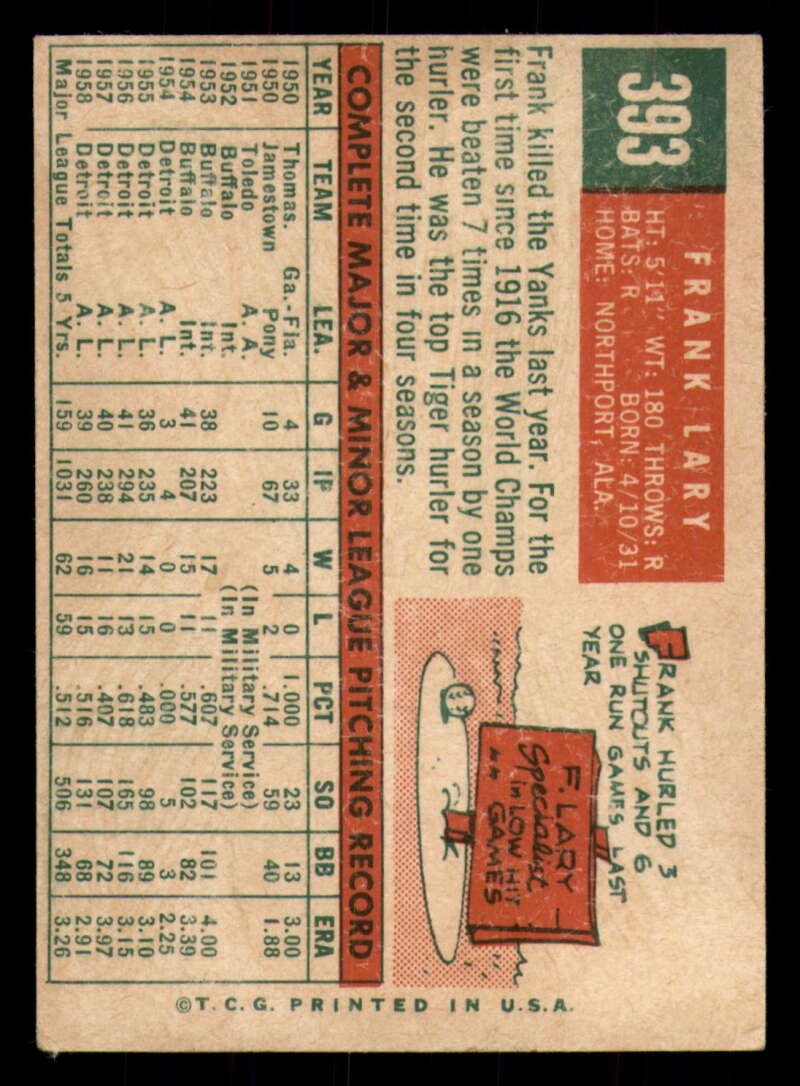 393
FRANK LARY
HT: 5'11" WT: 180 THROWS: R
BATS: R BORN: 4/10/31
HOME: NORTHPORT, ALA.
Frank killed the Yanks last year. For the
first time since 1916 the World Champs
were beaten 7 times in a season by one
hurler. He was the top Tiger hurler for
the second time in four seasons.
FRANK HURLED 3
SHUTOUTS AND 6
ONE RUN GAMES LAST
YEAR
F. LARY —
Specialist
in LOW HIT
GAMES
COMPLETE MAJOR & MINOR LEAGUE PITCHING RECORD
YEAR TEAM LEA. G IP W L PCT SO BB ERA
1950 Thomas. Ga.-Fla. 4 33 4 0 1.000 23 13 3.00
1950 Jamestown Pony 10 67 5 2 .714 59 40 1.88
1951 Toledo A. A. (In Military Service)
1952 Buffalo Int. (In Military Service)
1953 Buffalo Int. 38 223 17 11 .607 117 101 4.00
1954 Buffalo Int. 41 207 15 11 .577 102 82 3.39
1954 Detroit A. L. 3 4 0 0 .000 5 3 2.25
1955 Detroit A. L. 36 235 14 15 .483 98 89 3.10
1956 Detroit A. L. 41 294 21 13 .618 165 116 3.15
1957 Detroit A. L. 40 238 11 16 .407 107 72 3.97
1958 Detroit A. L. 39 260 16 15 .516 131 68 2.91
Major League Totals 5 Yrs. 159 1031 62 59 .512 506 348 3.26
© T.C.G. PRINTED IN U.S.A.